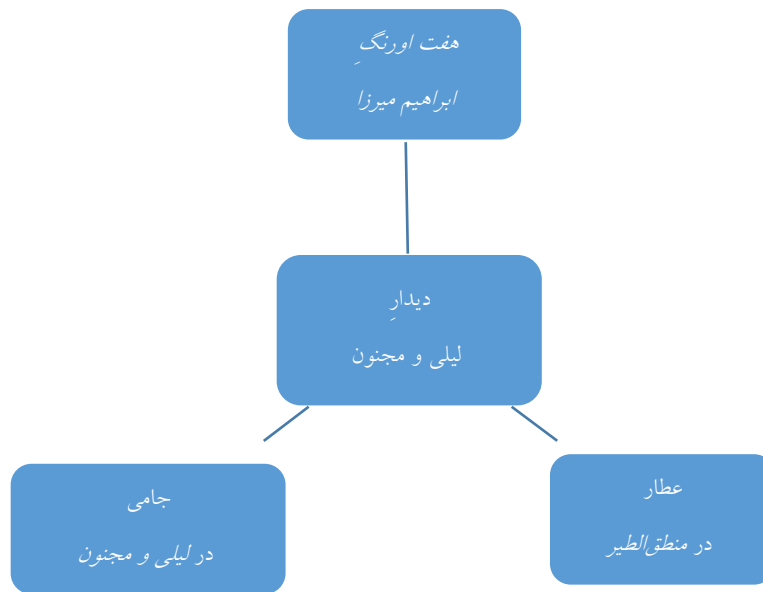 هفت اورنگِ
ابراهیم میرزا
دیدارِ
لیلی و مجنون
عطار
در منطق‌الطیر
جامی
در لیلی و مجنون